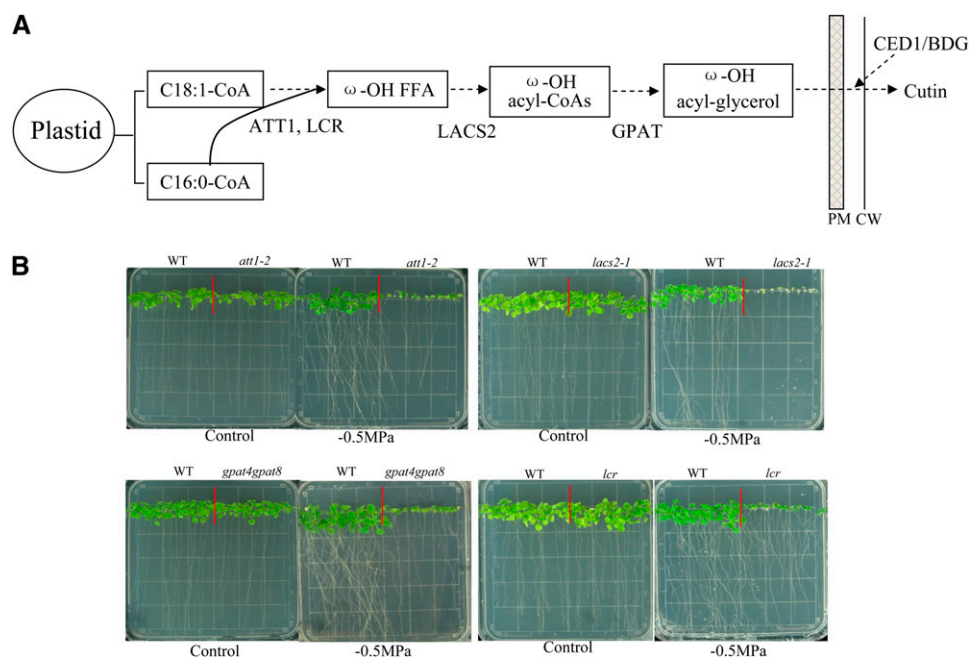 A
CED1/BDG
C18:1-CoA
ω-OH FFA
ω-OH
acyl-CoAs
ω-OH
acyl-glycerol
Cutin
Plastid
ATT1, LCR
LACS2
GPAT
C16:0-CoA
PM CW
B
WT att1-2 WT att1-2 WT lacs2-1 WT lacs2-1
Control -0.5MPa Control -0.5MPa
WT gpat4gpat8 WT gpat4gpat8 WT lcr WT lcr
Control -0.5MPa Control -0.5MPa